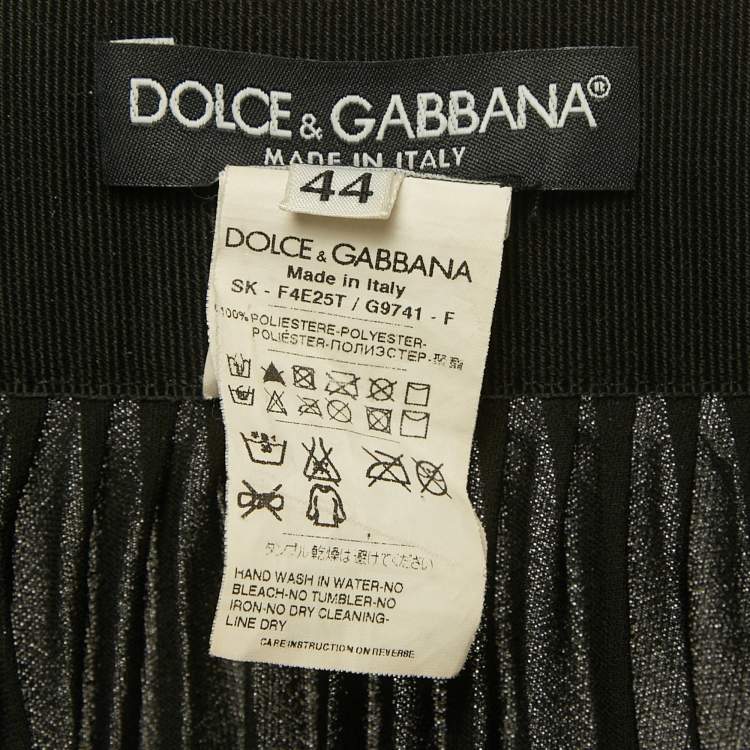 DOLCE & GABBANA®
MADE IN ITALY
44
DOLCE & GABBANA
Made in Italy
SK - F4E25T / G9741 - F
100% POLIESTERE-POLYESTER-
POLIÉSTER-ПОЛИЭСТЕР-
タンブル乾燥は避けてください
HAND WASH IN WATER-NO
BLEACH-NO TUMBLER-NO
IRON-NO DRY CLEANING-
LINE DRY
CARE INSTRUCTION ON REVERSE